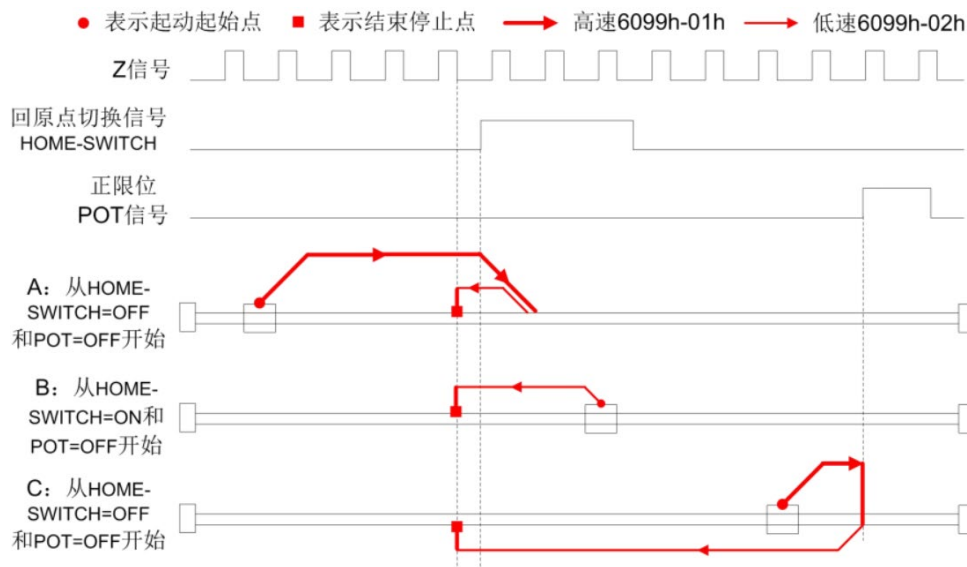 表示起动起始点 表示结束停止点 高速6099h-01h 低速6099h-02h
Z信号
回原点切换信号
HOME-SWITCH
正限位
POT信号
A：从HOME-
SWITCH=OFF
和POT=OFF开始
B：从HOME-
SWITCH=ON和
POT=OFF开始
C：从HOME-
SWITCH=OFF
和POT=OFF开始